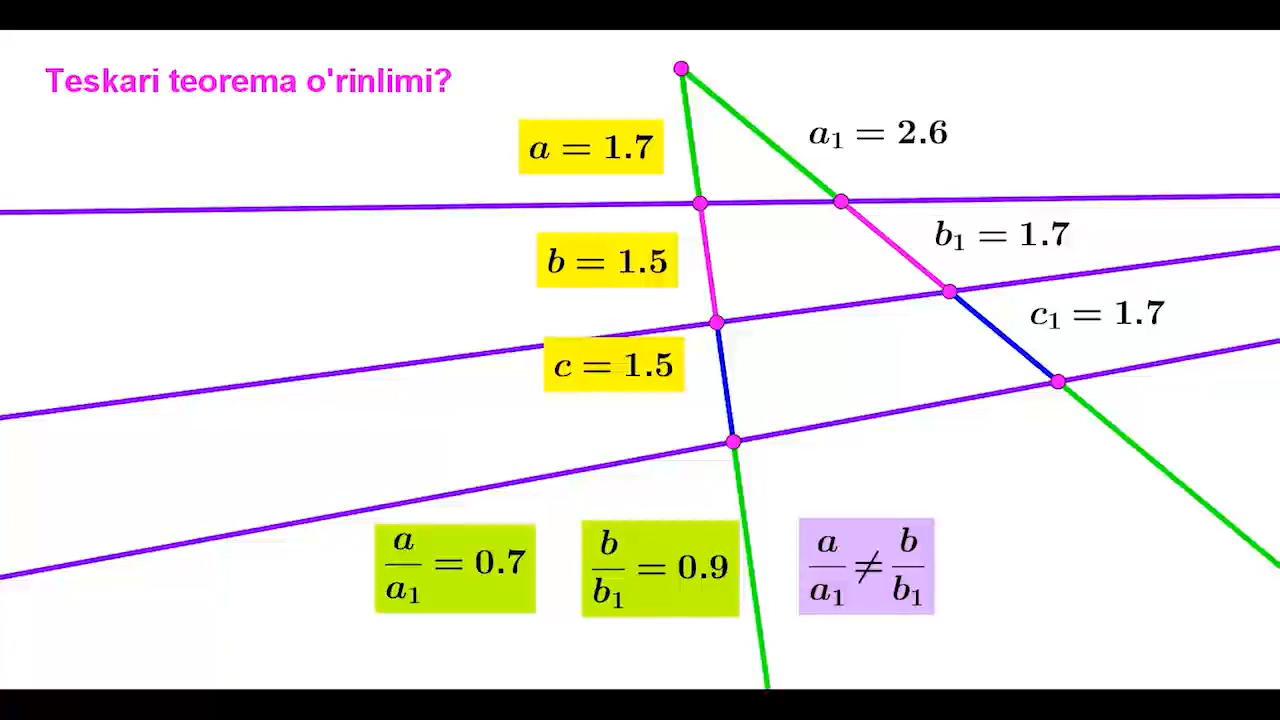 Teskari teorema o'rinlimi?
a = 1.7
a₁ = 2.6
b = 1.5
b₁ = 1.7
c = 1.5
c₁ = 1.7
a/a₁ = 0.7
b/b₁ = 0.9
a/a₁ ≠ b/b₁